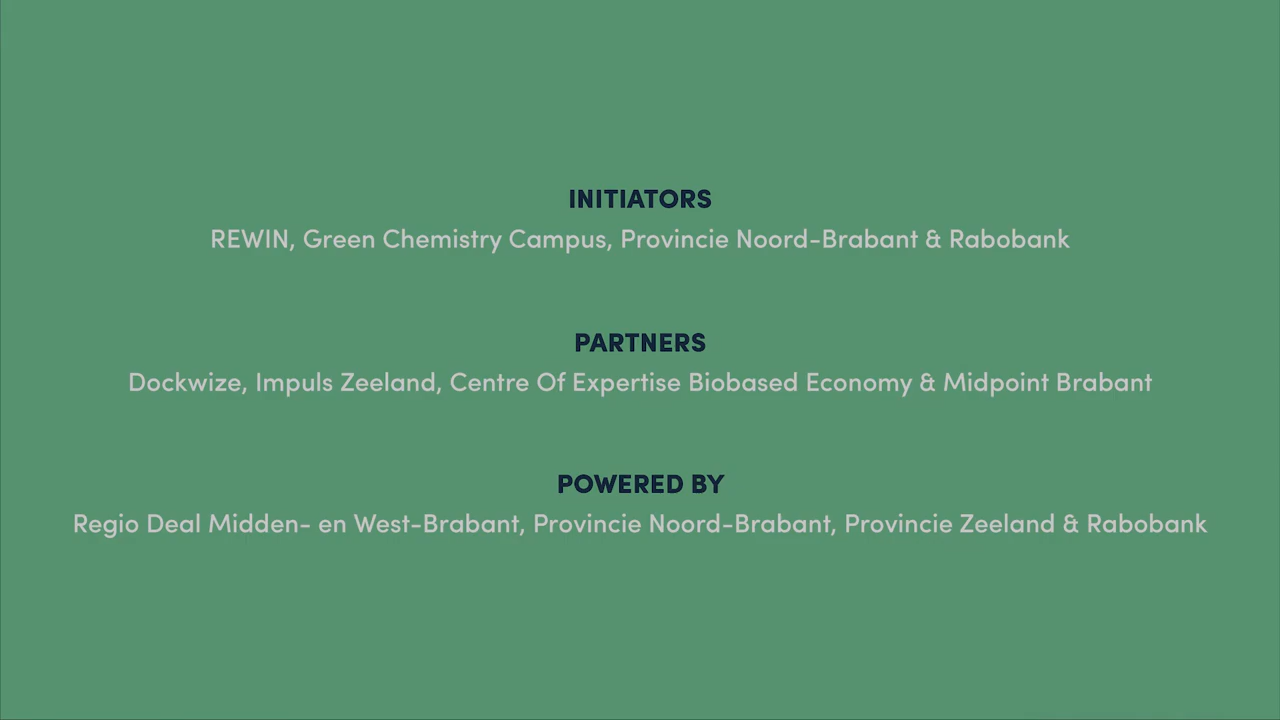 INITIATORS
REWIN, Green Chemistry Campus, Provincie Noord-Brabant & Rabobank
PARTNERS
Dockwize, Impuls Zeeland, Centre Of Expertise Biobased Economy & Midpoint Brabant
POWERED BY
Regio Deal Midden- en West-Brabant, Provincie Noord-Brabant, Provincie Zeeland & Rabobank